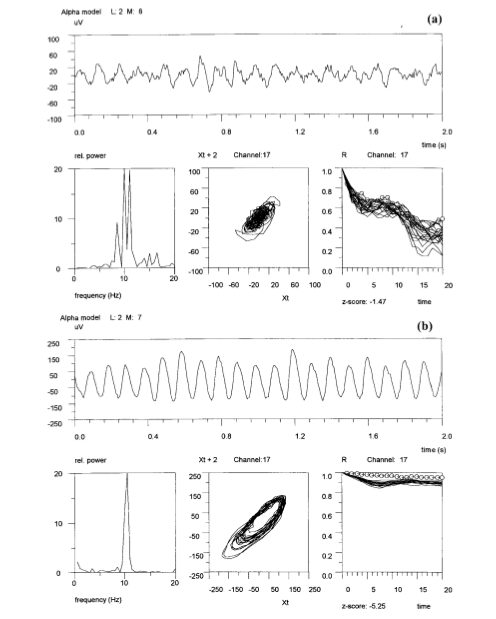 Alpha model L: 2 M: 8
(a)
uV
100
60
20
-20
-60
-100
0.0 0.4 0.8 1.2 1.6 2.0
time (s)
rel. power
Xt + 2 Channel:17
R Channel: 17
20
10
0
0 10 20
frequency (Hz)
100
60
20
-20
-60
-100
-100 -60 -20 20 60 100
Xt
1.0
0.8
0.6
0.4
0.2
0.0
0 5 10 15 20
z-score: -1.47 time
Alpha model L: 2 M: 7
(b)
uV
250
150
50
-50
-150
-250
0.0 0.4 0.8 1.2 1.6 2.0
time (s)
rel. power
Xt + 2 Channel:17
R Channel: 17
20
10
0
0 10 20
frequency (Hz)
250
150
50
-50
-150
-250
250 -150 -50 50 150 250
Xt
1.0
0.8
0.6
0.4
0.2
0.0
0 5 10 15 20
z-score: -5.25 time